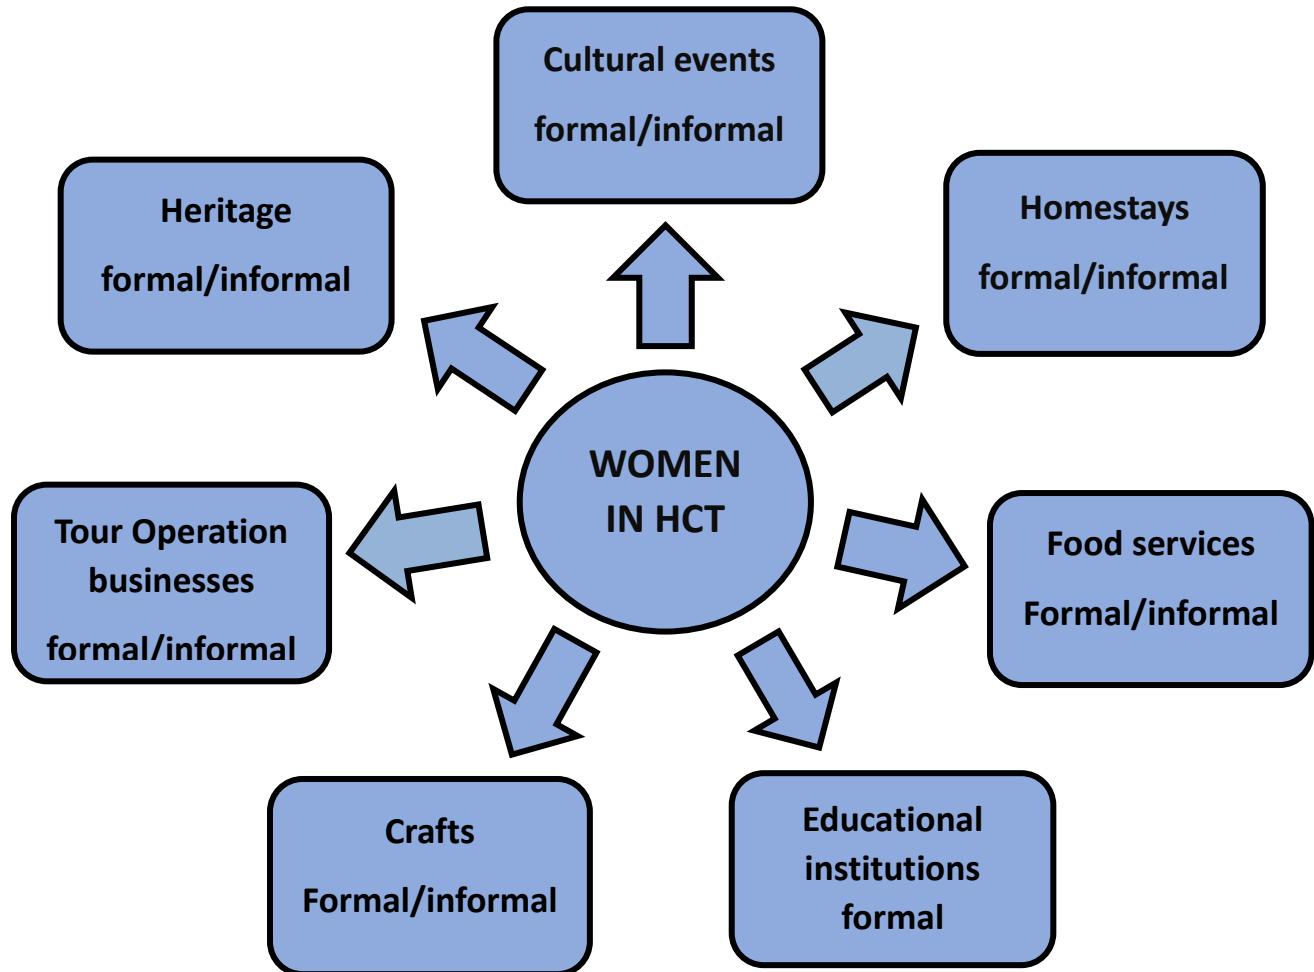 Cultural events
formal/informal
Heritage
formal/informal
Homestays
formal/informal
WOMEN
IN HCT
Tour Operation
businesses
formal/informal
Food services
Formal/informal
Crafts
Formal/informal
Educational
institutions
formal